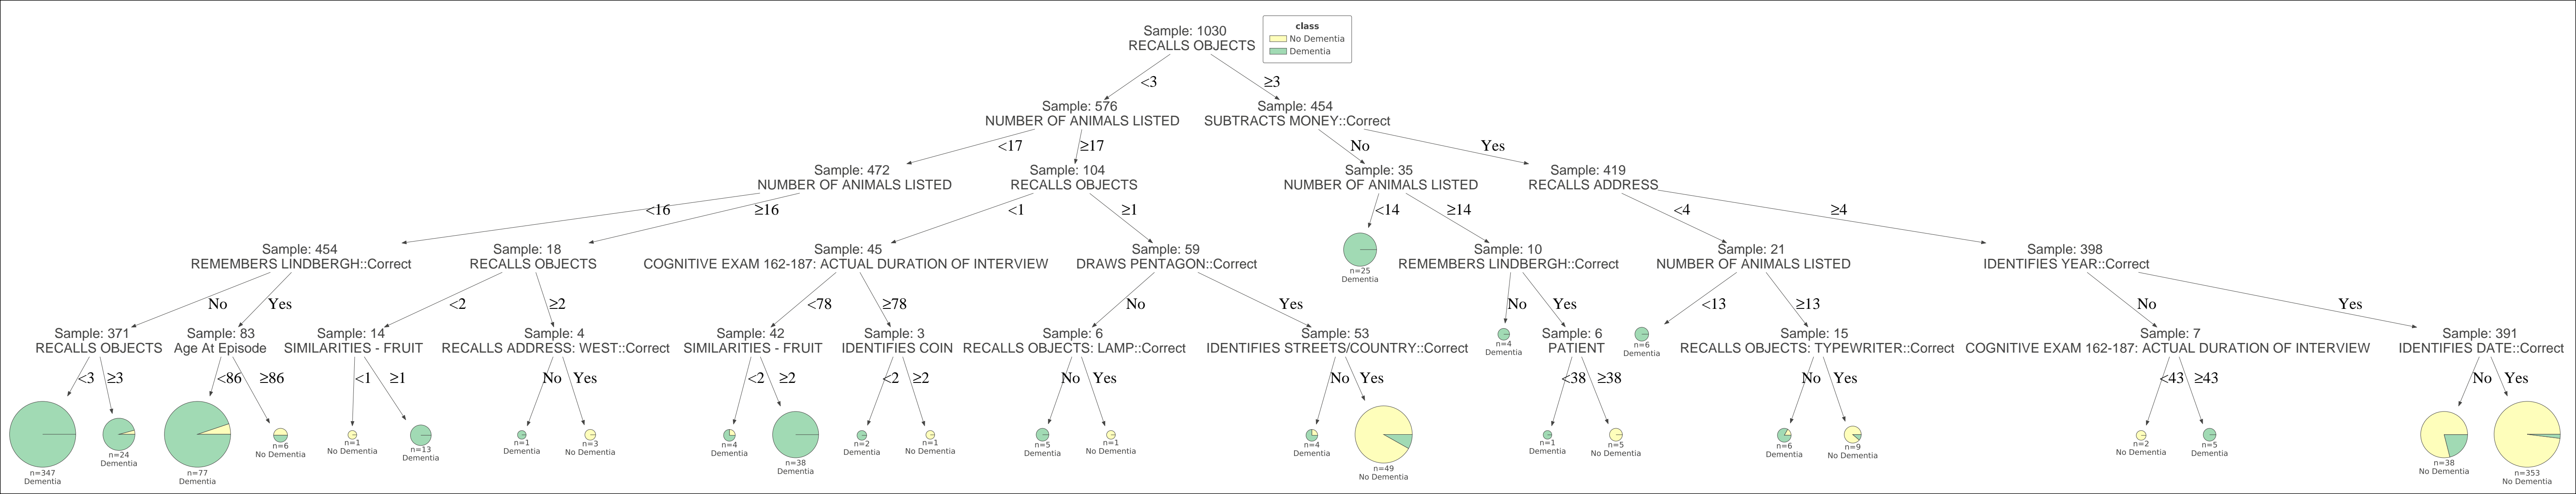 Sample: 1030
RECALLS OBJECTS
class
No Dementia
Dementia
<3
≥3
Sample: 576
NUMBER OF ANIMALS LISTED
Sample: 454
SUBTRACTS MONEY::Correct
<17
≥17
No
Yes
Sample: 472
NUMBER OF ANIMALS LISTED
Sample: 104
RECALLS OBJECTS
Sample: 35
NUMBER OF ANIMALS LISTED
Sample: 419
RECALLS ADDRESS
<16
≥16
<1
≥1
<14
≥14
<4
≥4
Sample: 454
REMEMBERS LINDBERGH::Correct
Sample: 18
RECALLS OBJECTS
Sample: 45
COGNITIVE EXAM 162-187: ACTUAL DURATION OF INTERVIEW
Sample: 59
DRAWS PENTAGON::Correct
n=25
Dementia
Sample: 10
REMEMBERS LINDBERGH::Correct
Sample: 21
NUMBER OF ANIMALS LISTED
Sample: 398
IDENTIFIES YEAR::Correct
No
Yes
<2
≥2
<78
≥78
No
Yes
No
Yes
<13
≥13
No
Yes
Sample: 371
RECALLS OBJECTS
Sample: 83
Age At Episode
Sample: 14
SIMILARITIES - FRUIT
Sample: 4
RECALLS ADDRESS: WEST::Correct
Sample: 42
SIMILARITIES - FRUIT
Sample: 3
IDENTIFIES COIN
Sample: 6
RECALLS OBJECTS: LAMP::Correct
Sample: 53
IDENTIFIES STREETS/COUNTRY::Correct
n=4
Dementia
Sample: 6
PATIENT
n=6
Dementia
Sample: 15
RECALLS OBJECTS: TYPEWRITER::Correct
Sample: 7
COGNITIVE EXAM 162-187: ACTUAL DURATION OF INTERVIEW
Sample: 391
IDENTIFIES DATE::Correct
<3
≥3
<86
≥86
<1
≥1
No
Yes
<2
≥2
<2
≥2
No
Yes
No
Yes
<38
≥38
No
Yes
<43
≥43
No
Yes
n=347
Dementia
n=24
Dementia
n=77
Dementia
n=6
No Dementia
n=1
No Dementia
n=13
Dementia
n=1
Dementia
n=3
No Dementia
n=4
Dementia
n=38
Dementia
n=2
Dementia
n=1
No Dementia
n=5
Dementia
n=1
No Dementia
n=4
Dementia
n=49
No Dementia
n=1
Dementia
n=5
No Dementia
n=6
Dementia
n=9
No Dementia
n=2
No Dementia
n=5
Dementia
n=38
No Dementia
n=353
No Dementia